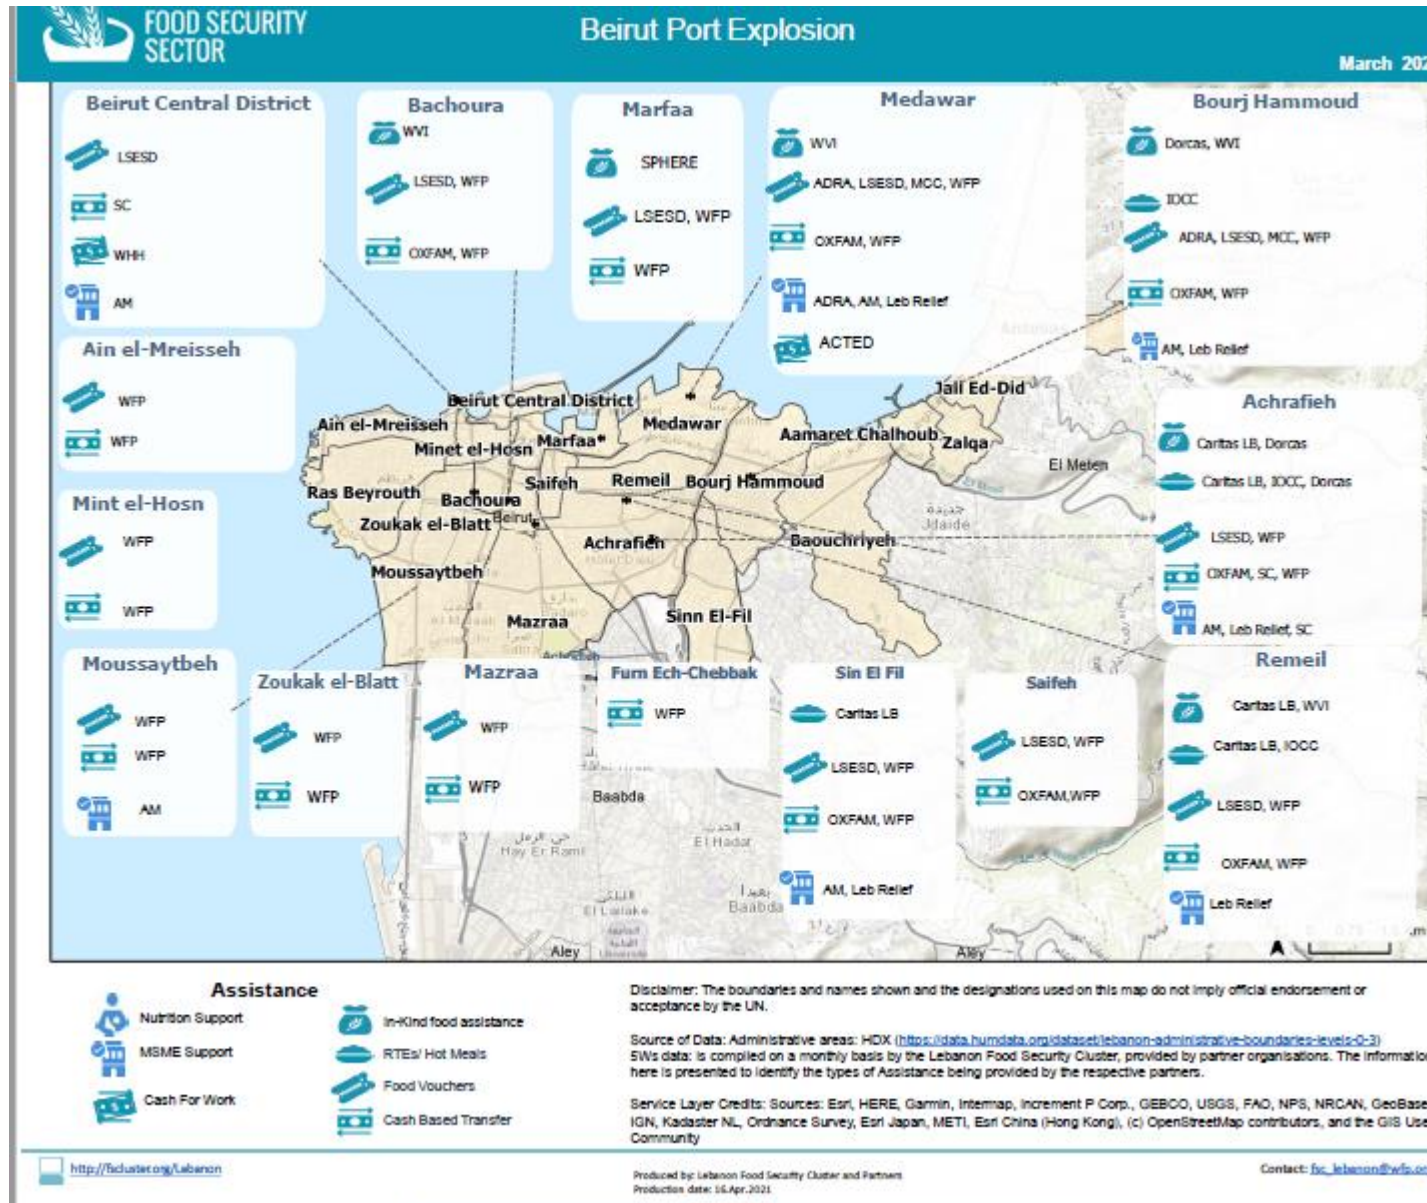 FOOD SECURITY
SECTOR
Beirut Port Explosion
March 202
Beirut Central District
LSESD
SC
WHH
AM
Bachoura
WVI
LSESD, WFP
OXFAM, WFP
Marfaa
SPHERE
LSESD, WFP
WFP
Medawar
WVI
ADRA, LSESD, MCC, WFP
OXFAM, WFP
ADRA, AM, Leb Relief
ACTED
Bourj Hammoud
Dorcas, WVI
IOCC
ADRA, LSESD, MCC, WFP
OXFAM, WFP
AM, Leb Relief
Ain el-Mreisseh
WFP
WFP
Mint el-Hosn
WFP
WFP
Achrafieh
Caritas LB, Dorcas
Caritas LB, IOCC, Dorcas
LSESD, WFP
OXFAM, SC, WFP
AM, Leb Relief, SC
Jall Ed-Did
Beirut Central District
Ain el-Mreisseh
Medawar
Minet el-Hosn
Marfaa
Aamaret Chalhoub
Zalqa
El Meten
Ras Beyrouth
Bachoura
Saifeh
Remeil
Bourj Hammoud
Zoukak el-Blatt
Beirut
جديدة
Jdaide
Achrafieh
Baouchriyeh
Moussaytbeh
Mazraa
Sinn El-Fil
Moussaytbeh
WFP
WFP
AM
Zoukak el-Blatt
WFP
WFP
Mazraa
WFP
WFP
Furn Ech-Chebbak
WFP
Sin El Fil
Caritas LB
LSESD, WFP
OXFAM, WFP
AM, Leb Relief
Saifeh
LSESD, WFP
OXFAM,WFP
Remeil
Caritas LB, WVI
Caritas LB, IOCC
LSESD, WFP
OXFAM, WFP
Leb Relief
Baabda
حي الرمل
Hay Er Raml
الحدث
El Hadat
الليلكي
El Lailake
بعبدا
Baabda
Aley
Aley
Assistance
Nutrition Support
MSME Support
Cash For Work
In-Kind food assistance
RTEs/ Hot Meals
Food Vouchers
Cash Based Transfer
Disclaimer: The boundaries and names shown and the designations used on this map do not imply official endorsement or
acceptance by the UN.
Source of Data: Administrative areas: HDX (https://data.humdata.org/dataset/lebanon-administrative-boundaries-levels-0-3)
5Ws data: is compiled on a monthly basis by the Lebanon Food Security Cluster, provided by partner organisations. The information
here is presented to identify the types of Assistance being provided by the respective partners.
Service Layer Credits: Sources: Esri, HERE, Garmin, Intermap, increment P Corp., GEBCO, USGS, FAO, NPS, NRCAN, GeoBase
IGN, Kadaster NL, Ordnance Survey, Esri Japan, METI, Esri China (Hong Kong), (c) OpenStreetMap contributors, and the GIS Use
Community
http://fscluster.org/Lebanon
Produced by: Lebanon Food Security Cluster and Partners
Production date: 16.Apr.2021
Contact: fsc_lebanon@wfp.or